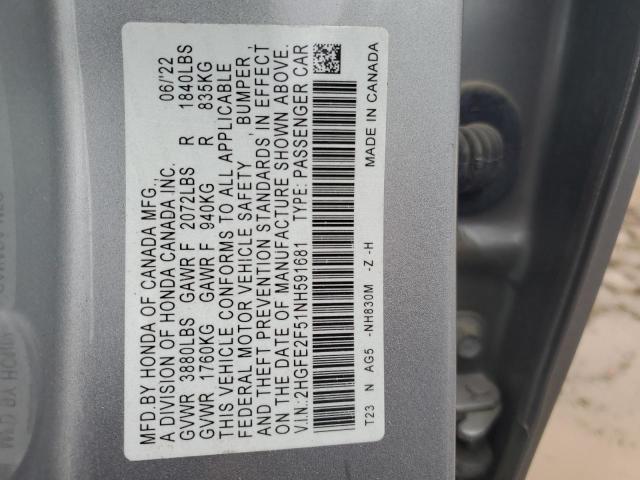 MFD.BY HONDA OF CANADA MFG., 06/'22
A DIVISION OF HONDA CANADA INC.
GVWR 3880LBS GAWR F 2072LBS R 1840LBS
GVWR 1760KG GAWR F 940KG R 835KG
THIS VEHICLE CONFORMS TO ALL APPLICABLE
FEDERAL MOTOR VEHICLE SAFETY, BUMPER,
AND THEFT PREVENTION STANDARDS IN EFFECT
ON THE DATE OF MANUFACTURE SHOWN ABOVE.
V.I.N.:2HGFE2F51NH591681 TYPE: PASSENGER CAR
T23 N AG5 -NH830M -Z -H MADE IN CANADA